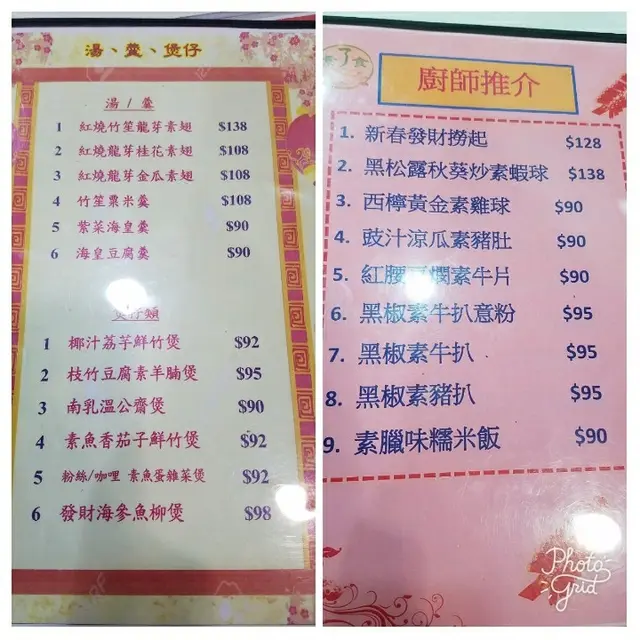 湯、羹、煲仔
湯 / 羹
1 紅燒竹笙龍芽素翅 $138
2 紅燒龍芽桂花素翅 $108
3 紅燒龍芽金瓜素翅 $108
4 竹笙粟米羹 $108
5 紫菜海皇羹 $90
6 海皇豆腐羹 $90
煲仔類
1 椰汁荔芋鮮竹煲 $92
2 枝竹豆腐素羊腩煲 $95
3 南乳溫公齋煲 $90
4 素魚香茄子鮮竹煲 $92
5 粉絲/咖哩 素魚蛋雜菜煲 $92
6 發財海參魚柳煲 $98
了食
廚師推介
1. 新春發財撈起 $128
2. 黑松露秋葵炒素蝦球 $138
3. 西檸黃金素雞球 $90
4. 豉汁涼瓜素豬肚 $90
5. 紅腰 燜素牛片 $90
6. 黑椒素牛扒意粉 $95
7. 黑椒素牛扒 $95
8. 黑椒素豬扒 $95
9. 素臘味糯米飯 $90
Photo
Grid